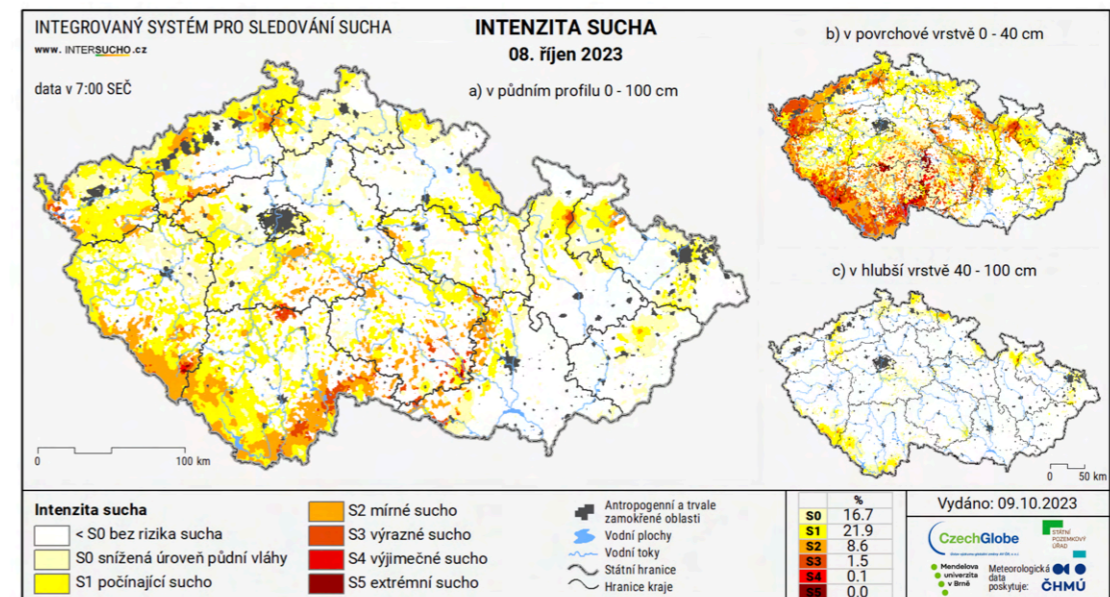 INTEGROVANÝ SYSTÉM PRO SLEDOVÁNÍ SUCHA
www. INTERSUCHO.cz
data v 7:00 SEČ
INTENZITA SUCHA
08. říjen 2023
a) v půdním profilu 0 - 100 cm
b) v povrchové vrstvě 0 - 40 cm
c) v hlubší vrstvě 40 - 100 cm
0 100 km
0 50 km
Intenzita sucha
< S0 bez rizika sucha
S0 snížená úroveň půdní vláhy
S1 počínající sucho
S2 mírné sucho
S3 výrazné sucho
S4 výjimečné sucho
S5 extrémní sucho
Antropogenní a trvale
zamokřené oblasti
Vodní plochy
Vodní toky
Státní hranice
Hranice kraje
%
S0 16.7
S1 21.9
S2 8.6
S3 1.5
S4 0.1
S5 0.0
Vydáno: 09.10.2023
CzechGlobe
STÁTNÍ
POZEMKOVÝ
ÚŘAD
Mendelova
univerzita
v Brně
Meteorologická
data
poskytuje:
ČHMÚ